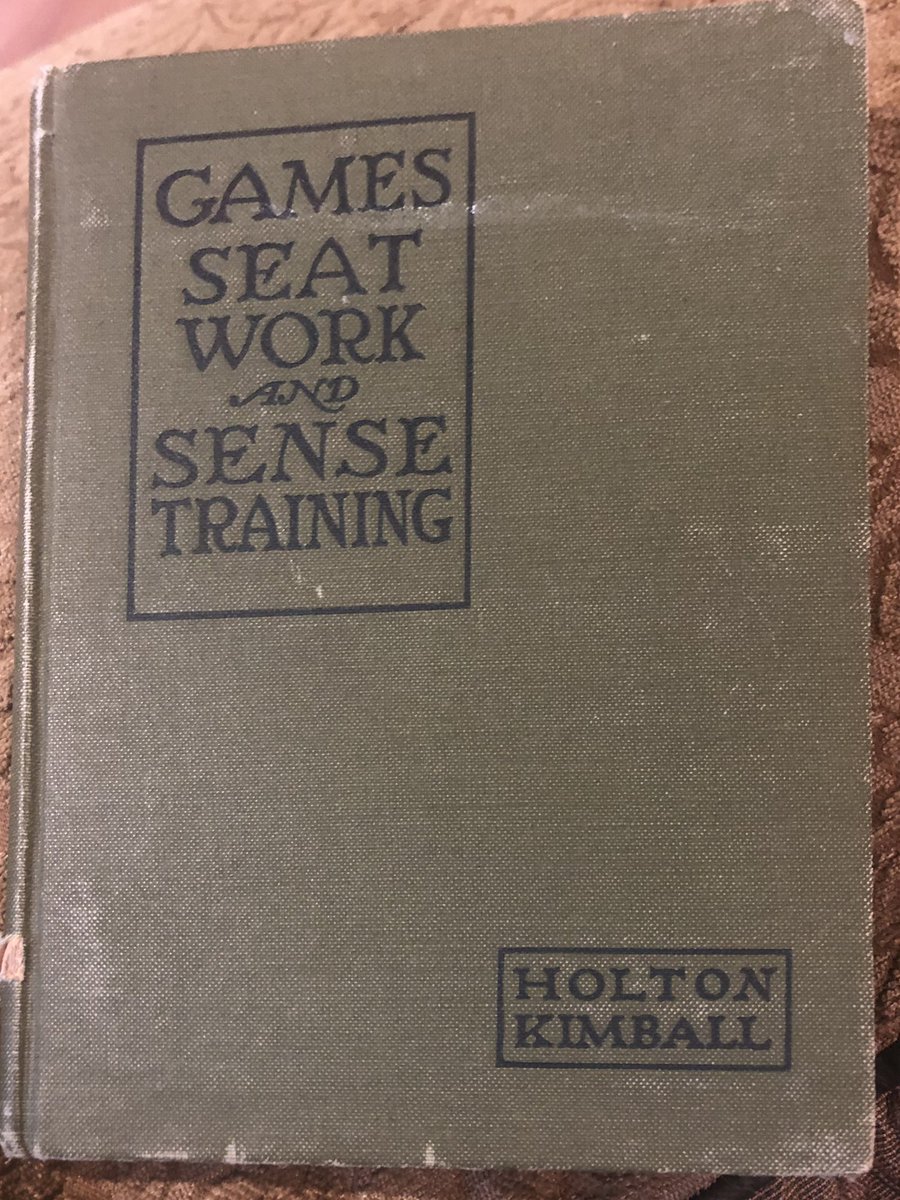 GAMES
SEAT
WORK
AND
SENSE
TRAINING
HOLTON
KIMBALL